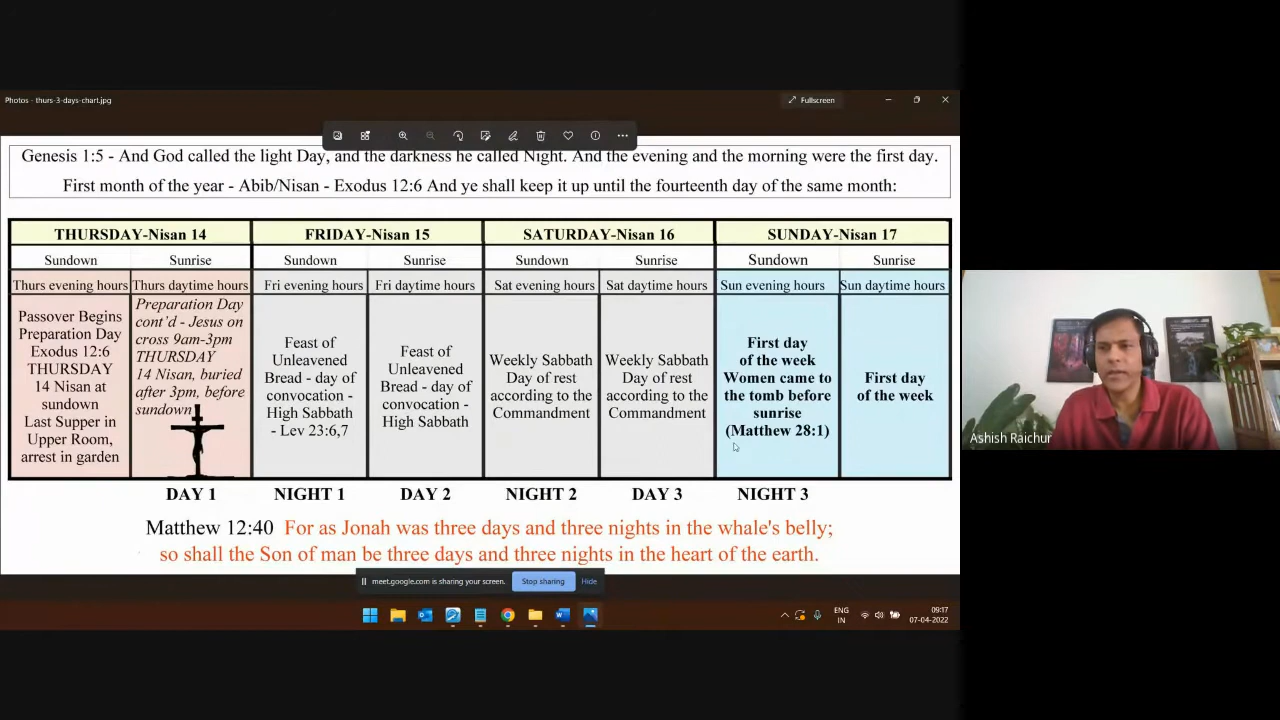 Photos - thurs-3-days-chart.jpg
Fullscreen
Genesis 1:5 - And God called the light Day, and the darkness he called Night. And the evening and the morning were the first day.
First month of the year - Abib/Nisan - Exodus 12:6 And ye shall keep it up until the fourteenth day of the same month:
THURSDAY-Nisan 14
FRIDAY-Nisan 15
SATURDAY-Nisan 16
SUNDAY-Nisan 17
Sundown
Sunrise
Sundown
Sunrise
Sundown
Sunrise
Sundown
Sunrise
Thurs evening hours
Thurs daytime hours
Fri evening hours
Fri daytime hours
Sat evening hours
Sat daytime hours
Sun evening hours
Sun daytime hours
Passover Begins
Preparation Day
Exodus 12:6
THURSDAY
14 Nisan at
sundown
Last Supper in
Upper Room,
arrest in garden
Preparation Day
cont'd - Jesus on
cross 9am-3pm
THURSDAY
14 Nisan, buried
after 3pm, before
sundown
Feast of
Unleavened
Bread - day of
convocation -
High Sabbath
- Lev 23:6,7
Feast of
Unleavened
Bread - day of
convocation -
High Sabbath
Weekly Sabbath
Day of rest
according to the
Commandment
Weekly Sabbath
Day of rest
according to the
Commandment
First day
of the week
Women came to
the tomb before
sunrise
(Matthew 28:1)
First day
of the week
DAY 1
NIGHT 1
DAY 2
NIGHT 2
DAY 3
NIGHT 3
Matthew 12:40 For as Jonah was three days and three nights in the whale's belly;
so shall the Son of man be three days and three nights in the heart of the earth.
meet.google.com is sharing your screen.
Stop sharing
Hide
ENG
IN
09:17
07-04-2022
Ashish Raichur